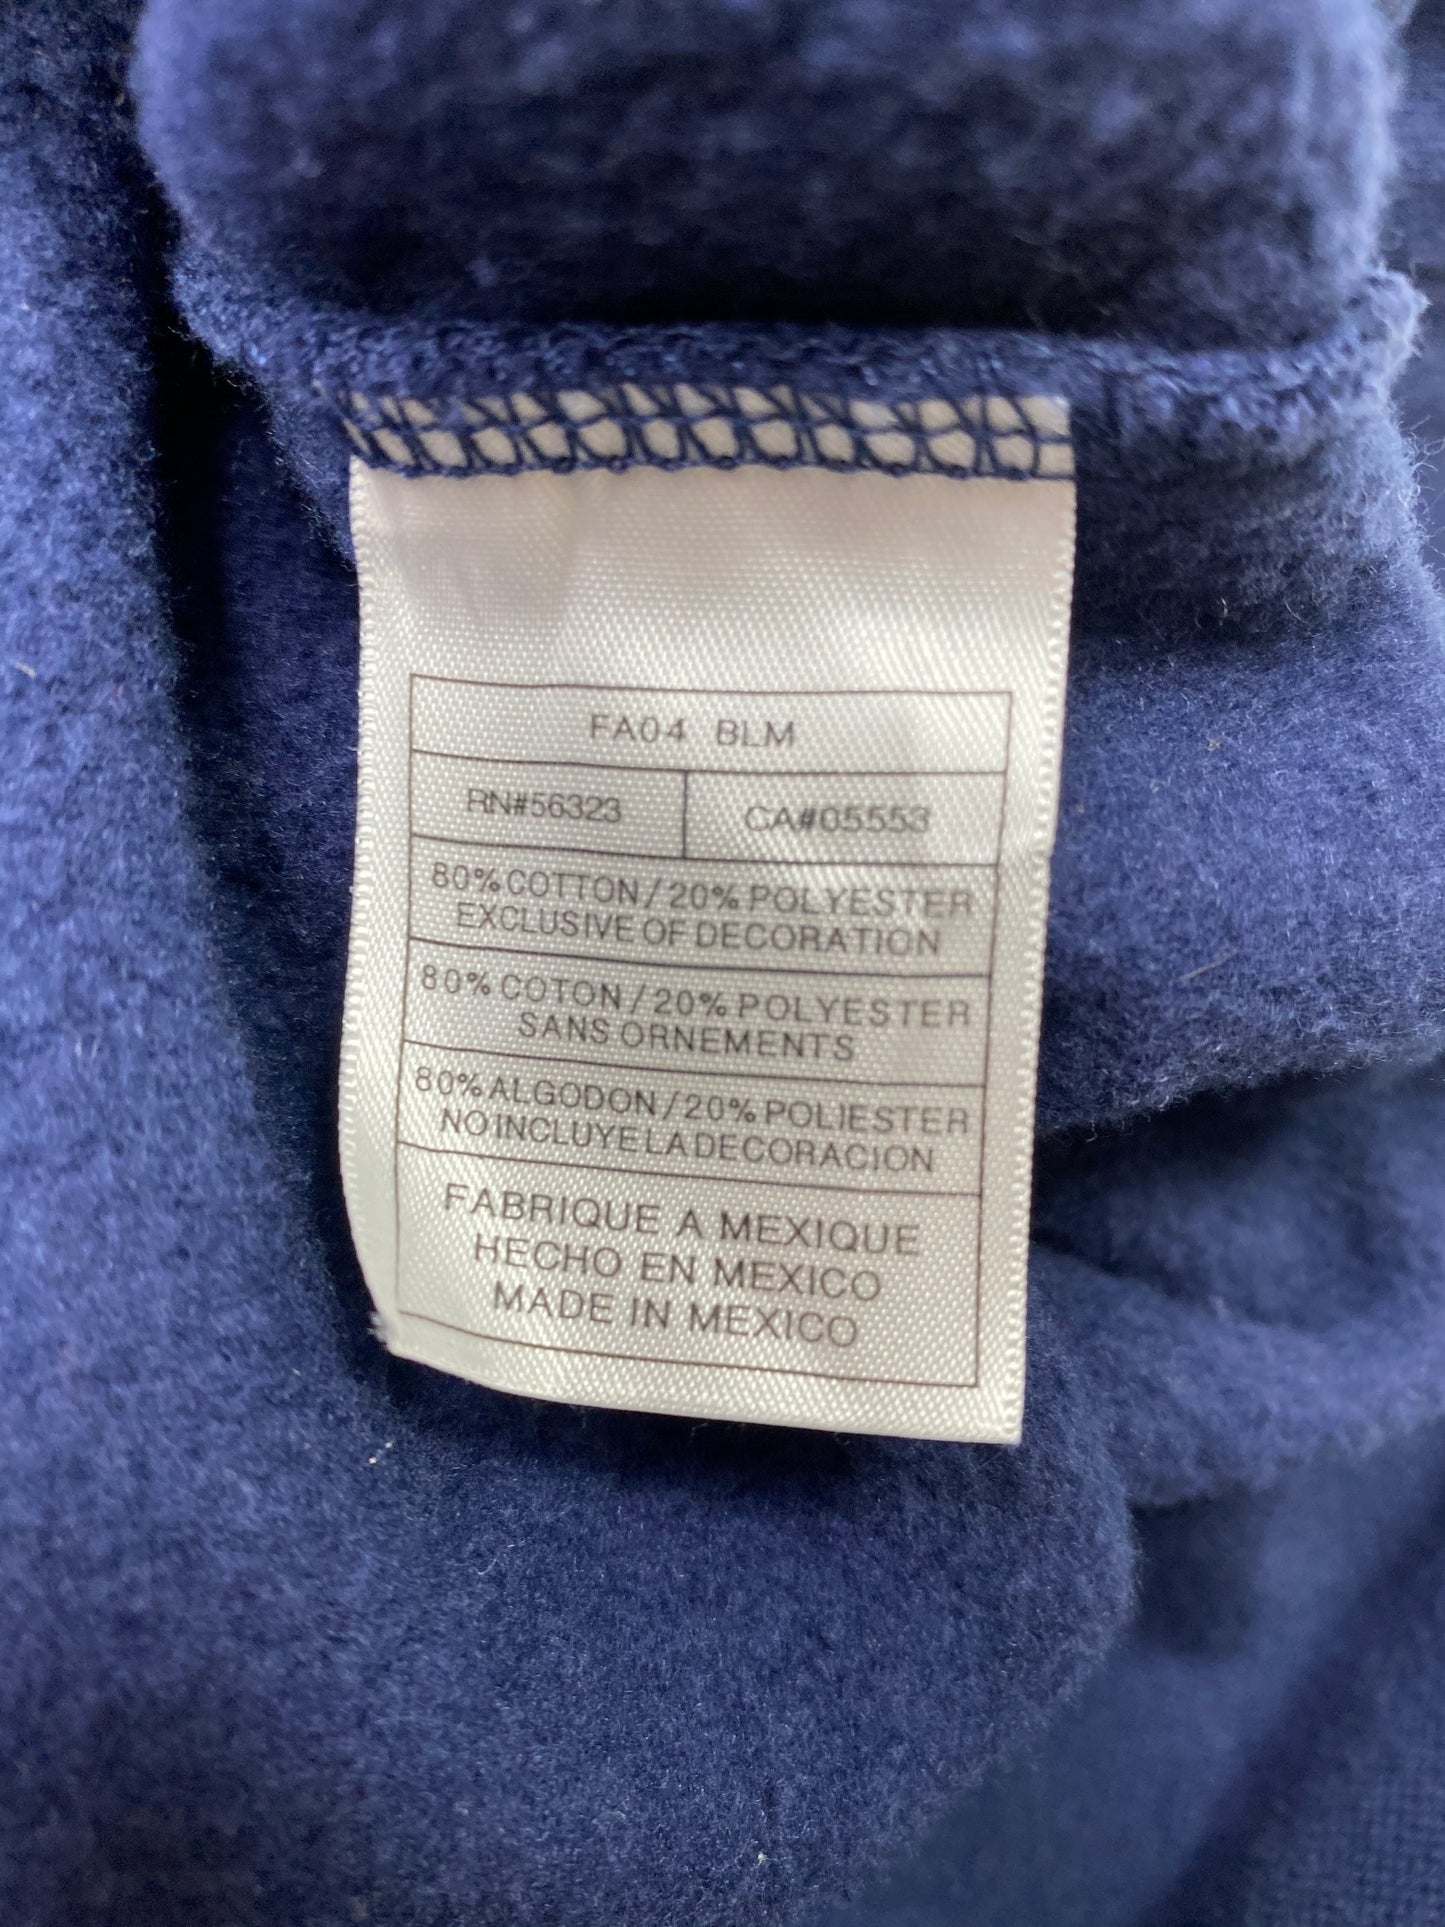 FA04 BLM
RN#56323 CA#05553
80% COTTON / 20% POLYESTER
EXCLUSIVE OF DECORATION
80% COTON / 20% POLYESTER
SANS ORNEMENTS
80% ALGODON / 20% POLIESTER
NO INCLUYE LA DECORACION
FABRIQUE A MEXIQUE
HECHO EN MEXICO
MADE IN MEXICO